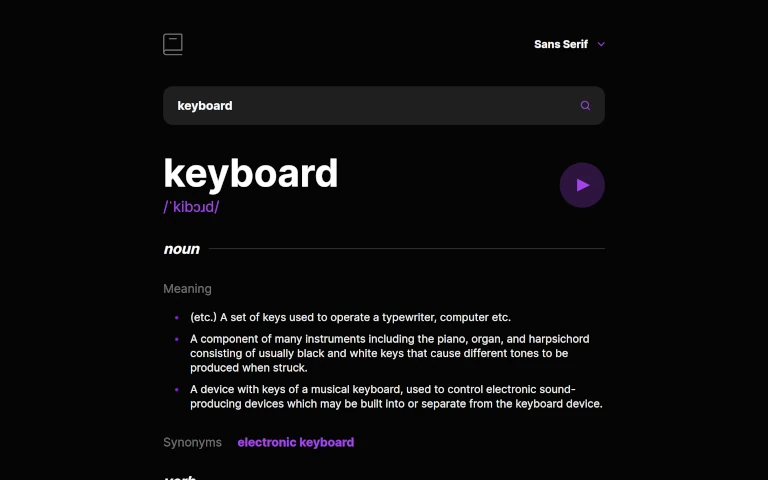 Sans Serif
keyboard
keyboard
/ˈkibɔɹd/
noun
Meaning
(etc.) A set of keys used to operate a typewriter, computer etc.
A component of many instruments including the piano, organ, and harpsichord
consisting of usually black and white keys that cause different tones to be
produced when struck.
A device with keys of a musical keyboard, used to control electronic sound-
producing devices which may be built into or separate from the keyboard device.
Synonyms electronic keyboard
verb